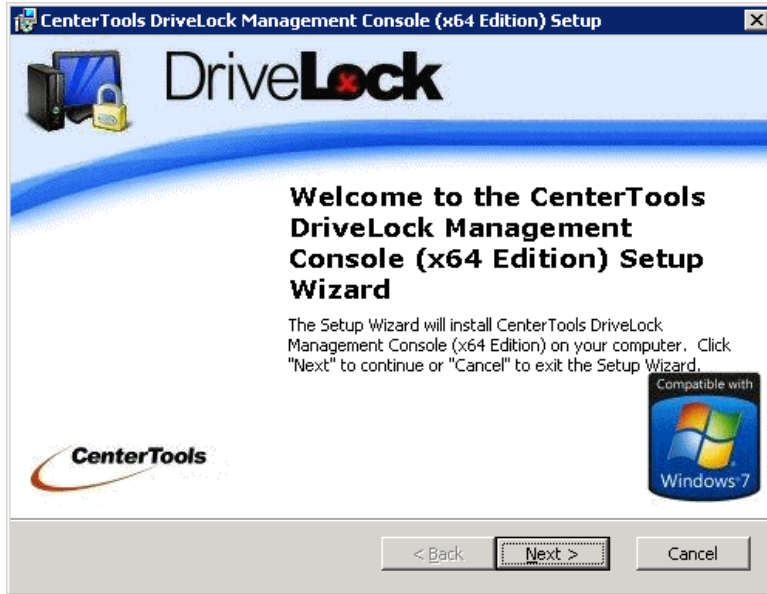 CenterTools DriveLock Management Console (x64 Edition) Setup
DriveLock
Welcome to the CenterTools
DriveLock Management
Console (x64 Edition) Setup
Wizard
The Setup Wizard will install CenterTools DriveLock
Management Console (x64 Edition) on your computer. Click
"Next" to continue or "Cancel" to exit the Setup Wizard.
Compatible with
Windows 7
CenterTools
< Back
Next >
Cancel